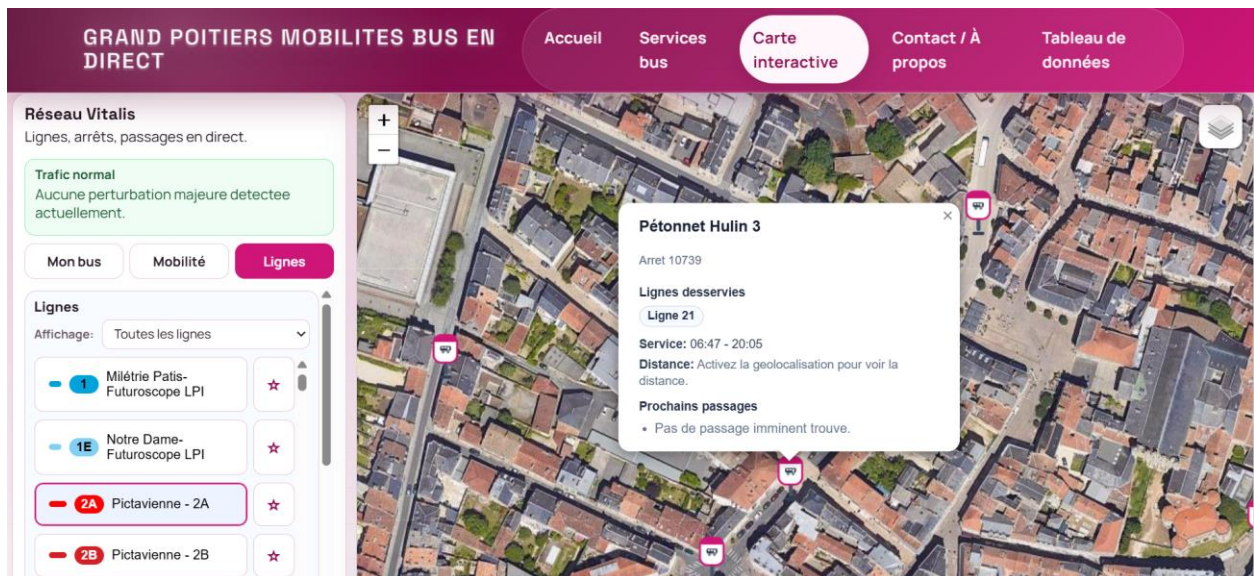 GRAND POITIERS MOBILITES BUS EN
DIRECT
Accueil
Services
bus
Carte
interactive
Contact / À
propos
Tableau de
données
Réseau Vitalis
Lignes, arrêts, passages en direct.
Trafic normal
Aucune perturbation majeure detectee
actuellement.
Mon bus
Mobilité
Lignes
Lignes
Affichage: Toutes les lignes
1 Milétrie Patis-
Futuroscope LPI
1E Notre Dame-
Futuroscope LPI
2A Pictavienne - 2A
2B Pictavienne - 2B
+
−
Pétonnet Hulin 3
×
Arret 10739
Lignes desservies
Ligne 21
Service: 06:47 - 20:05
Distance: Activez la geolocalisation pour voir la
distance.
Prochains passages
• Pas de passage imminent trouve.